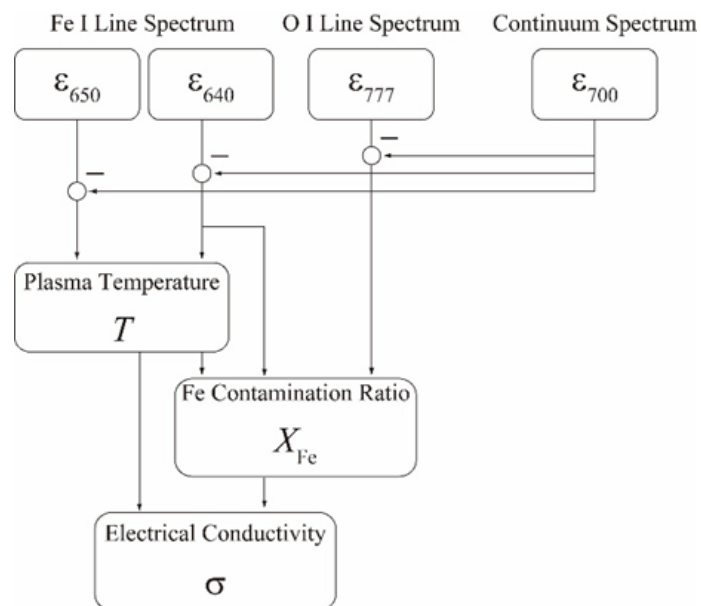 Fe I Line Spectrum O I Line Spectrum Continuum Spectrum
ε650 ε640 ε777 ε700
− − −
Plasma Temperature
T
Fe Contamination Ratio
XFe
Electrical Conductivity
σ